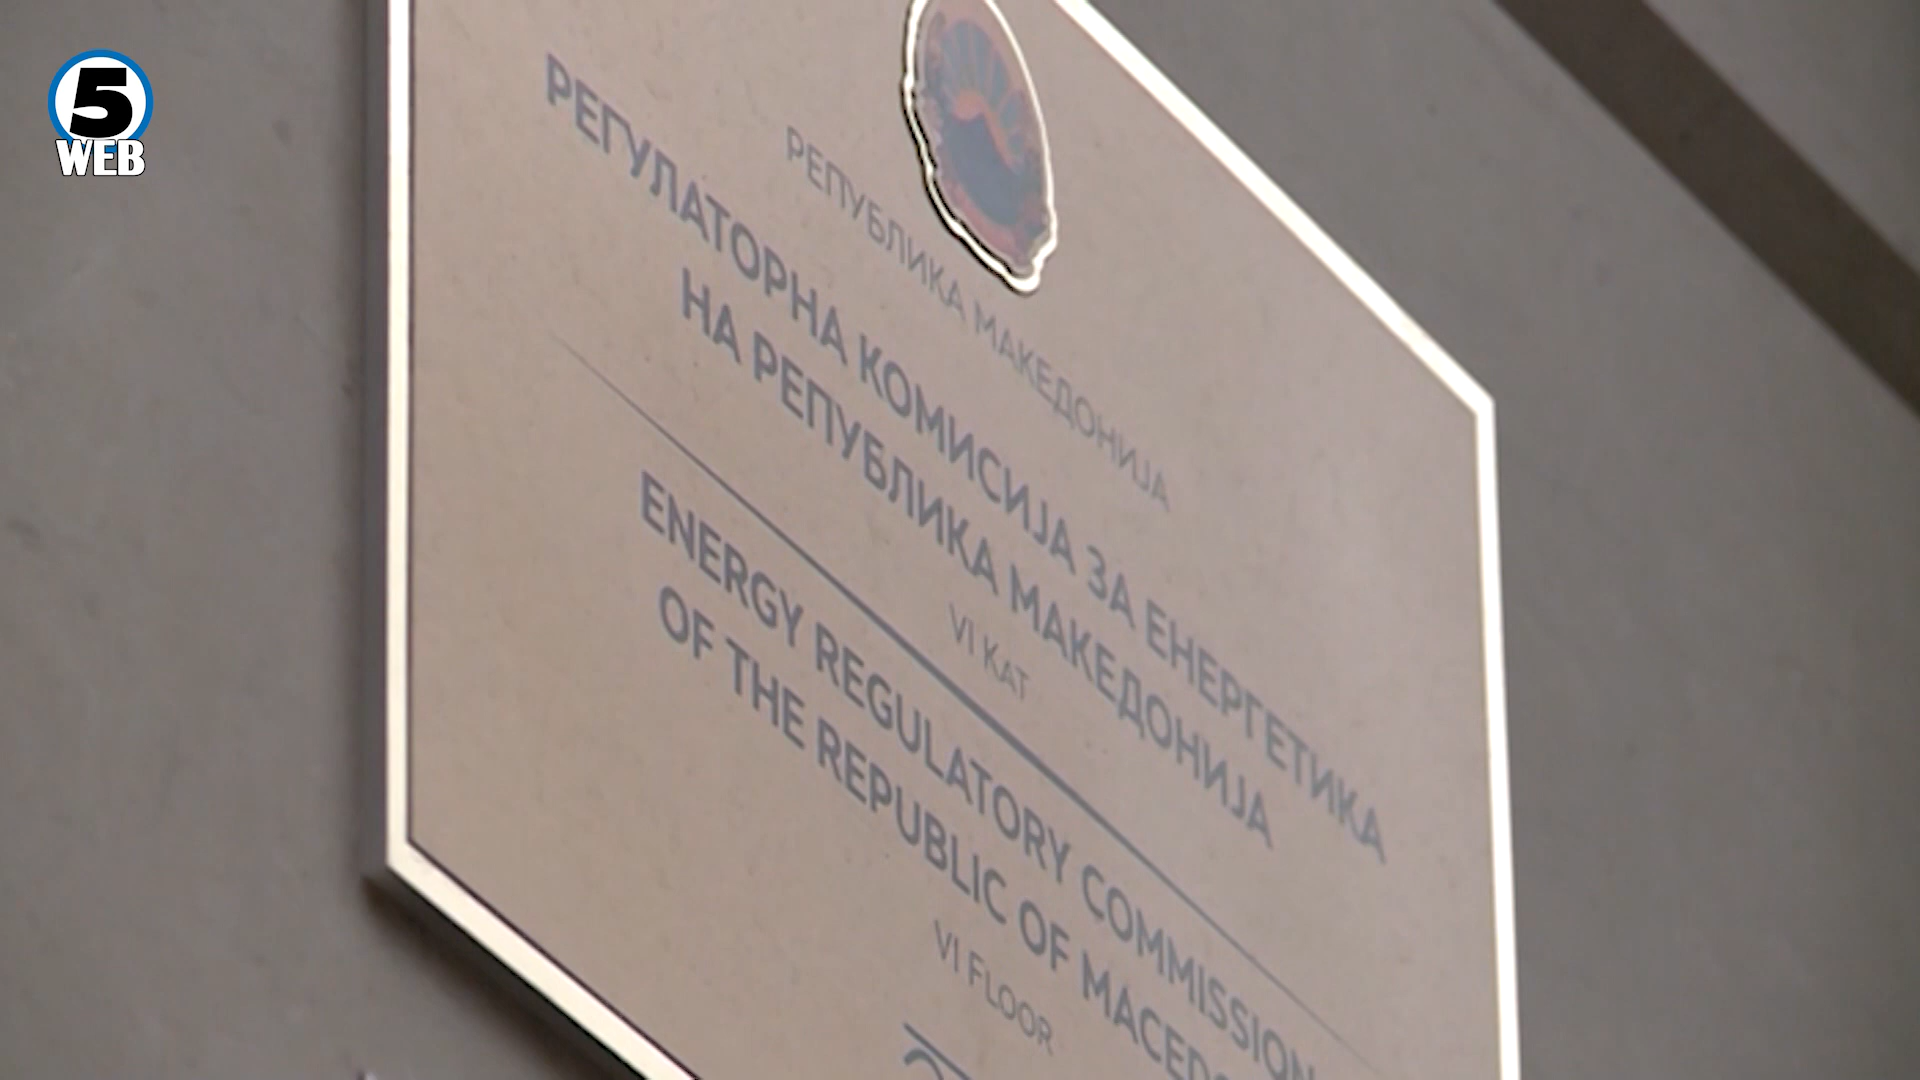 5
WEB
РЕПУБЛИКА МАКЕДОНИЈА
РЕГУЛАТОРНА КОМИСИЈА ЗА ЕНЕРГЕТИКА
НА РЕПУБЛИКА МАКЕДОНИЈА
VI КАТ
ENERGY REGULATORY COMMISSION
OF THE REPUBLIC OF MACED
VI FLOOR